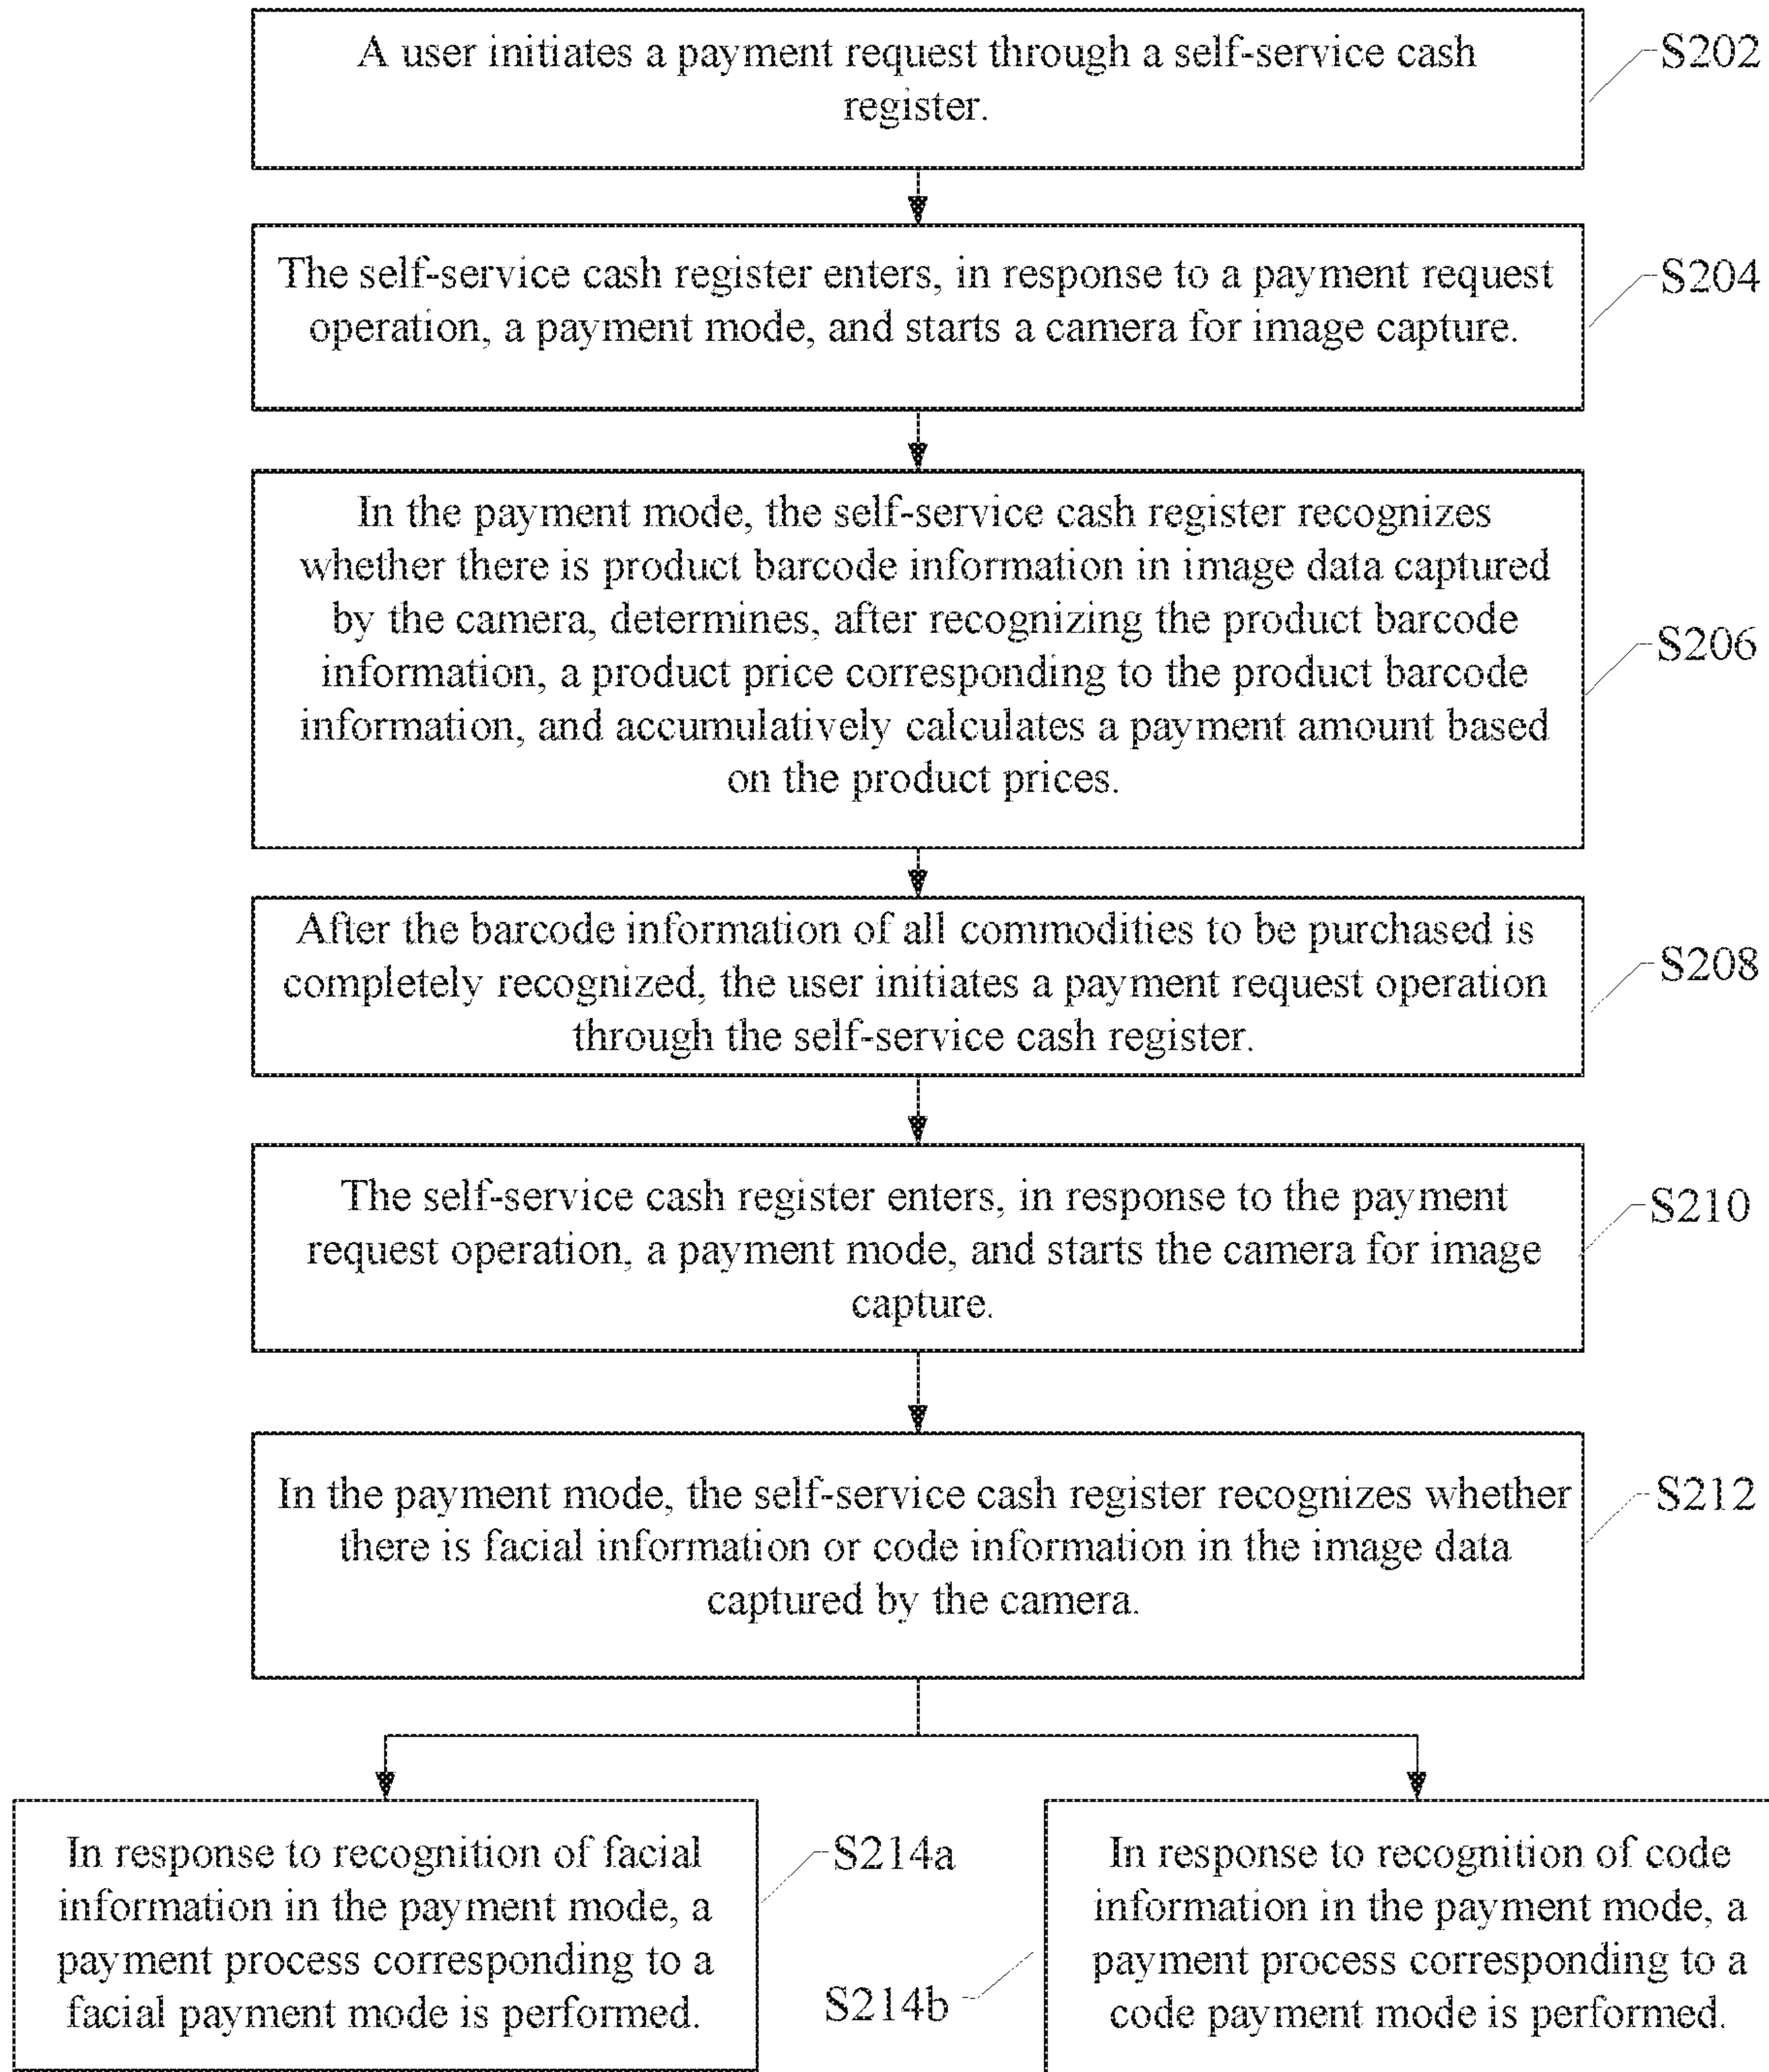 A user initiates a payment request through a self-service cash
register.
S202
The self-service cash register enters, in response to a payment request
operation, a payment mode, and starts a camera for image capture.
S204
In the payment mode, the self-service cash register recognizes
whether there is product barcode information in image data captured
by the camera, determines, after recognizing the product barcode
information, a product price corresponding to the product barcode
information, and accumulatively calculates a payment amount based
on the product prices.
S206
After the barcode information of all commodities to be purchased is
completely recognized, the user initiates a payment request operation
through the self-service cash register.
S208
The self-service cash register enters, in response to the payment
request operation, a payment mode, and starts the camera for image
capture.
S210
In the payment mode, the self-service cash register recognizes whether
there is facial information or code information in the image data
captured by the camera.
S212
In response to recognition of facial
information in the payment mode, a
payment process corresponding to a
facial payment mode is performed.
S214a
S214b
In response to recognition of code
information in the payment mode, a
payment process corresponding to a
code payment mode is performed.